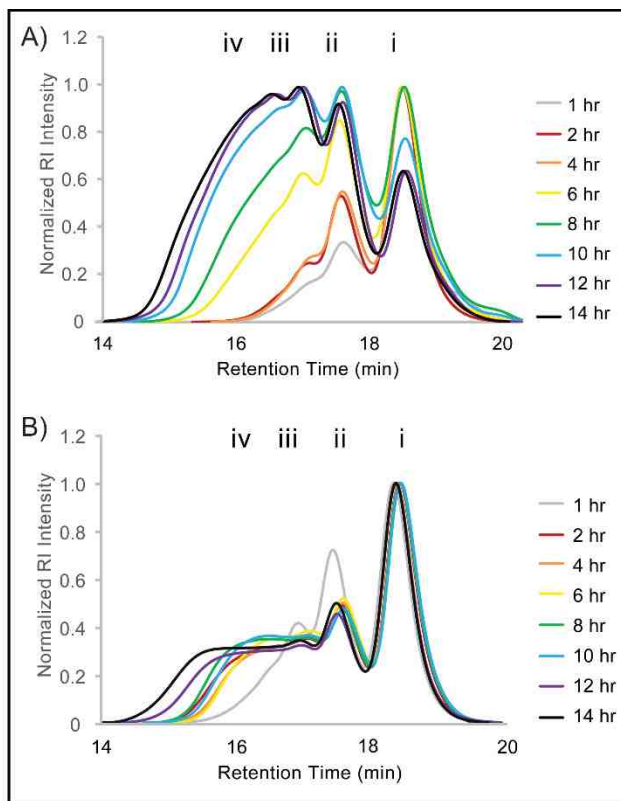 A)
iv iii ii i
1.2
1.0
0.8
0.6
0.4
0.2
0
Normalized RI Intensity
14 16 18 20
Retention Time (min)
1 hr
2 hr
4 hr
6 hr
8 hr
10 hr
12 hr
14 hr
B)
iv iii ii i
1.2
1.0
0.8
0.6
0.4
0.2
0
Normalized RI Intensity
14 16 18 20
Retention Time (min)
1 hr
2 hr
4 hr
6 hr
8 hr
10 hr
12 hr
14 hr